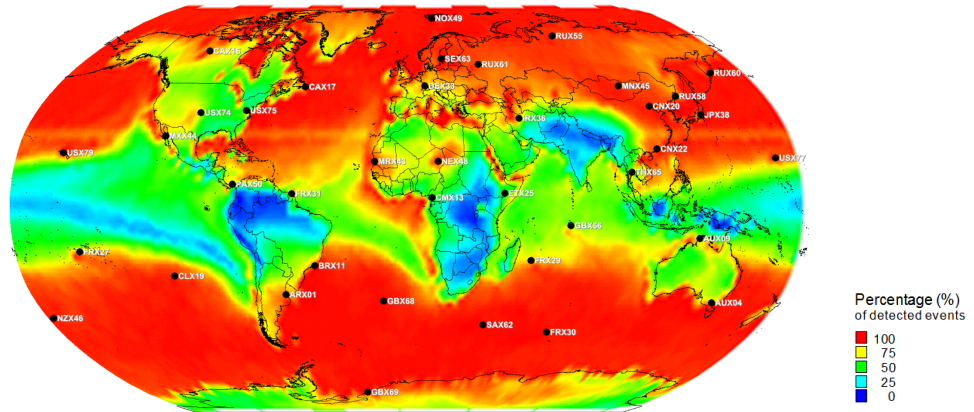 NOX49
RUX55
CAX16
SEX63
RUX61
RUX60
CAX17
DEX33
MNX45
RUX58
CNX20
USX74
USX75
IRX36
JPX38
MXX44
CNX22
USX79
MRX43
NEX48
USX77
THX65
PAX50
FRX31
CMX13
ETX25
GBX66
AUX09
FRX27
BRX11
FRX29
CLX19
ARX01
GBX68
AUX04
NZX46
SAX62
FRX30
GBX69
Percentage (%)
of detected events
100
75
50
25
0